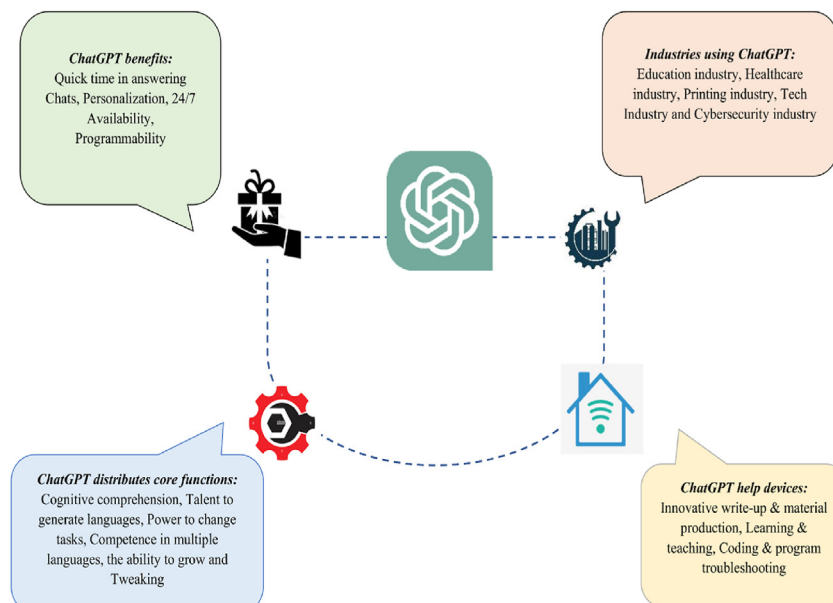 ChatGPT benefits:
Quick time in answering
Chats, Personalization, 24/7
Availability,
Programmability
Industries using ChatGPT:
Education industry, Healthcare
industry, Printing industry, Tech
Industry and Cybersecurity industry
ChatGPT distributes core functions:
Cognitive comprehension, Talent to
generate languages, Power to change
tasks, Competence in multiple
languages, the ability to grow and
Tweaking
ChatGPT help devices:
Innovative write-up & material
production, Learning &
teaching, Coding & program
troubleshooting